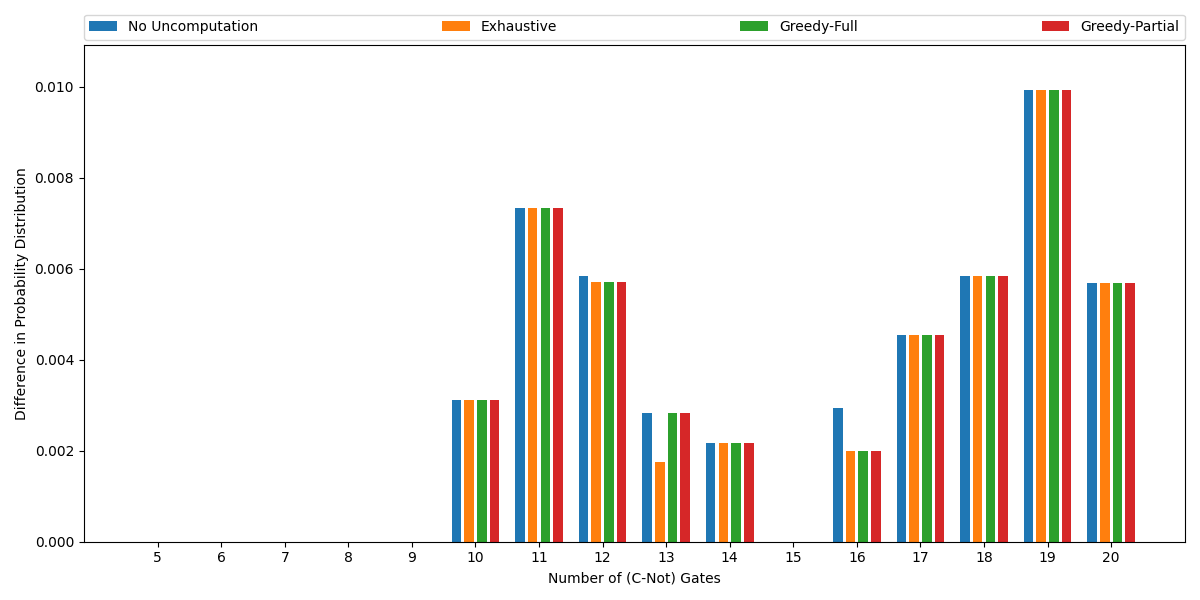 No Uncomputation Exhaustive Greedy-Full Greedy-Partial
0.010
0.008
0.006
0.004
0.002
0.000
Difference in Probability Distribution
5 6 7 8 9 10 11 12 13 14 15 16 17 18 19 20
Number of (C-Not) Gates